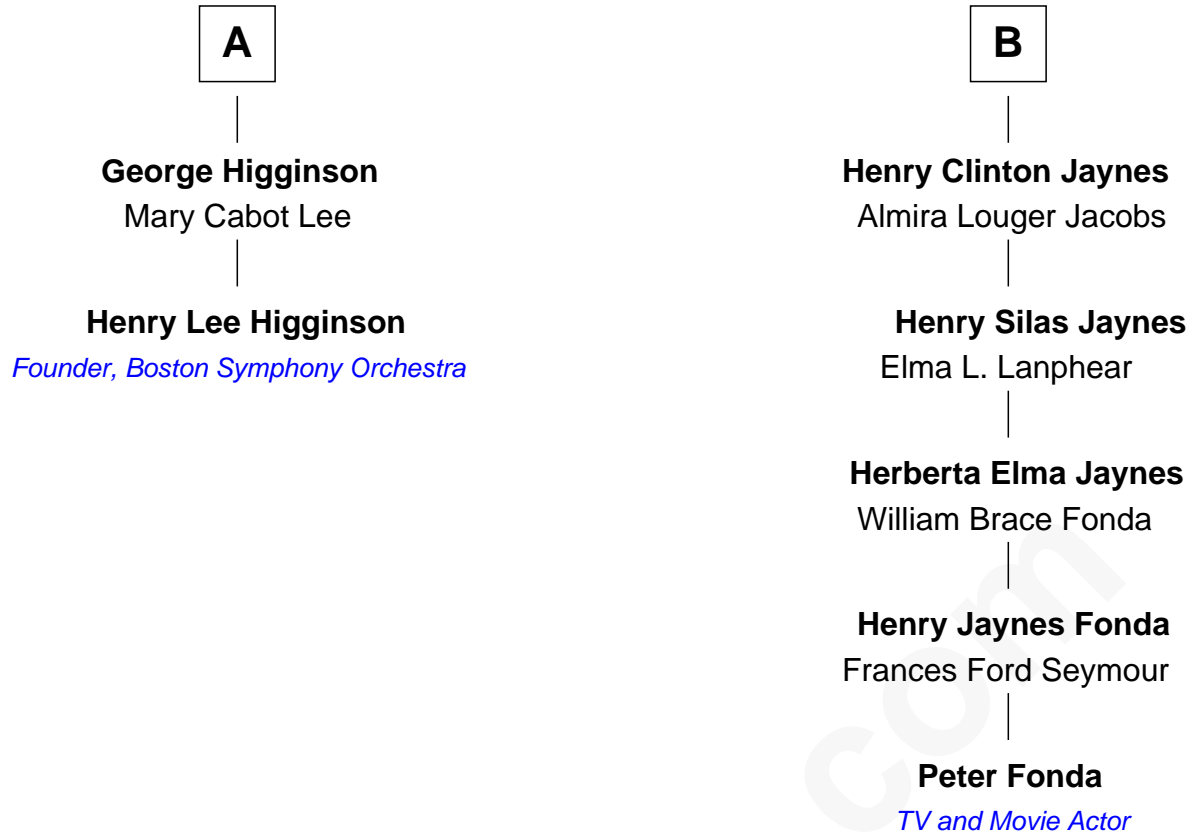 A
George Higginson
Mary Cabot Lee
Henry Lee Higginson
Founder, Boston Symphony Orchestra
B
Henry Clinton Jaynes
Almira Louger Jacobs
Henry Silas Jaynes
Elma L. Lanphear
Herberta Elma Jaynes
William Brace Fonda
Henry Jaynes Fonda
Frances Ford Seymour
Peter Fonda
TV and Movie Actor
com